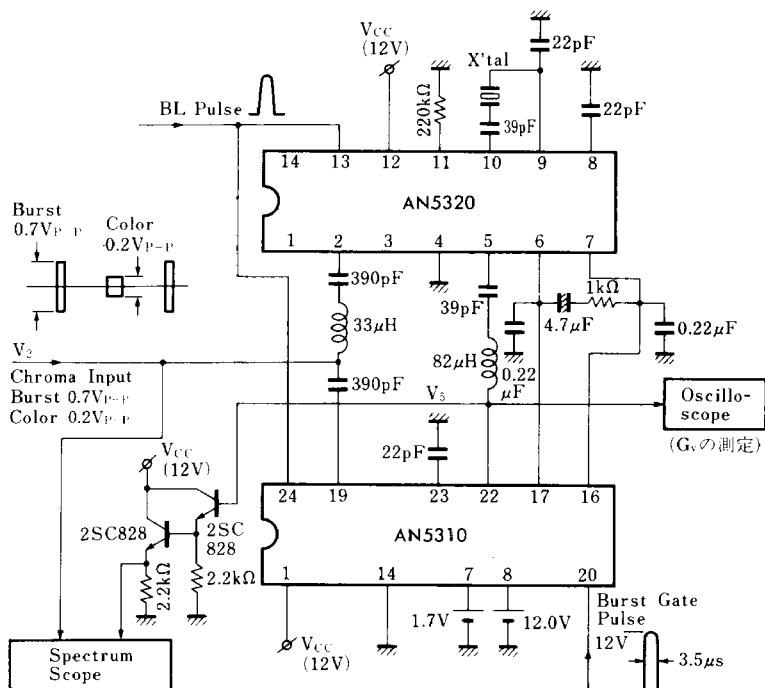 VCC
(12V)
22pF
X'tal
BL Pulse
220kΩ
39pF
22pF
14 13 12 11 10 9 8
AN5320
1 2 3 4 5 6 7
Burst
0.7VP-P
Color
0.2VP-P
390pF
33μH
39pF
1kΩ
4.7μF
0.22μF
V2
Chroma Input
Burst 0.7VP-P
Color 0.2VP-P
390pF
82μH
0.22
μF
V5
Oscillo-
scope
(Gvの測定)
VCC
(12V)
22pF
24 19 23 22 17 16
2SC828
2SC
828
AN5310
2.2kΩ
2.2kΩ
1 14 7 8 20
1.7V
12.0V
Burst Gate
Pulse
12V
3.5μs
VCC
(12V)
Spectrum
Scope